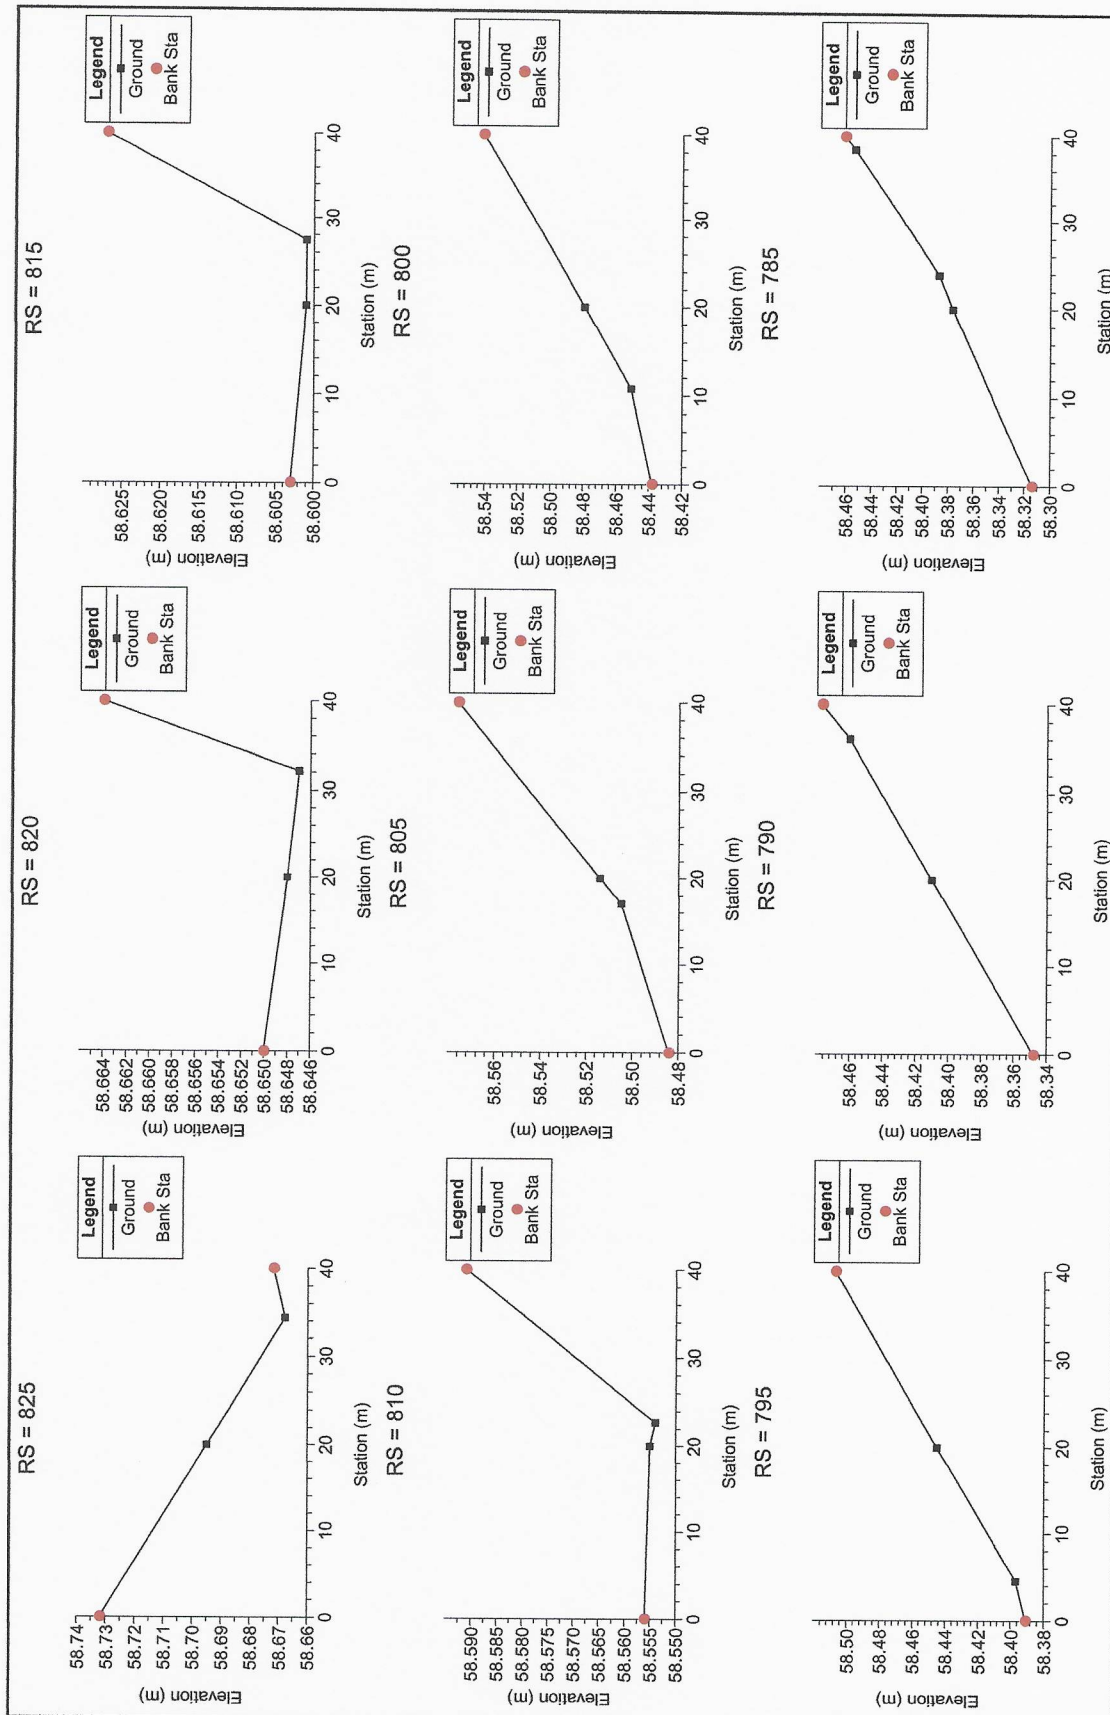 RS = 825
Legend
Ground
Bank Sta
Elevation (m)
58.74
58.73
58.72
58.71
58.70
58.69
58.68
58.67
58.66
0 10 20 30 40
Station (m)
RS = 820
Legend
Ground
Bank Sta
Elevation (m)
58.664
58.662
58.660
58.658
58.656
58.654
58.652
58.650
58.648
58.646
0 10 20 30 40
Station (m)
RS = 815
Legend
Ground
Bank Sta
Elevation (m)
58.625
58.620
58.615
58.610
58.605
58.600
0 10 20 30 40
Station (m)
RS = 810
Legend
Ground
Bank Sta
Elevation (m)
58.590
58.585
58.580
58.575
58.570
58.565
58.560
58.555
58.550
0 10 20 30 40
Station (m)
RS = 805
Legend
Ground
Bank Sta
Elevation (m)
58.56
58.54
58.52
58.50
58.48
0 10 20 30 40
Station (m)
RS = 800
Legend
Ground
Bank Sta
Elevation (m)
58.54
58.52
58.50
58.48
58.46
58.44
58.42
0 10 20 30 40
Station (m)
RS = 795
Legend
Ground
Bank Sta
Elevation (m)
58.50
58.48
58.46
58.44
58.42
58.40
58.38
0 10 20 30 40
Station (m)
RS = 790
Legend
Ground
Bank Sta
Elevation (m)
58.46
58.44
58.42
58.40
58.38
58.36
58.34
0 10 20 30 40
Station (m)
RS = 785
Legend
Ground
Bank Sta
Elevation (m)
58.46
58.44
58.42
58.40
58.38
58.36
58.34
58.32
58.30
0 10 20 30 40
Station (m)